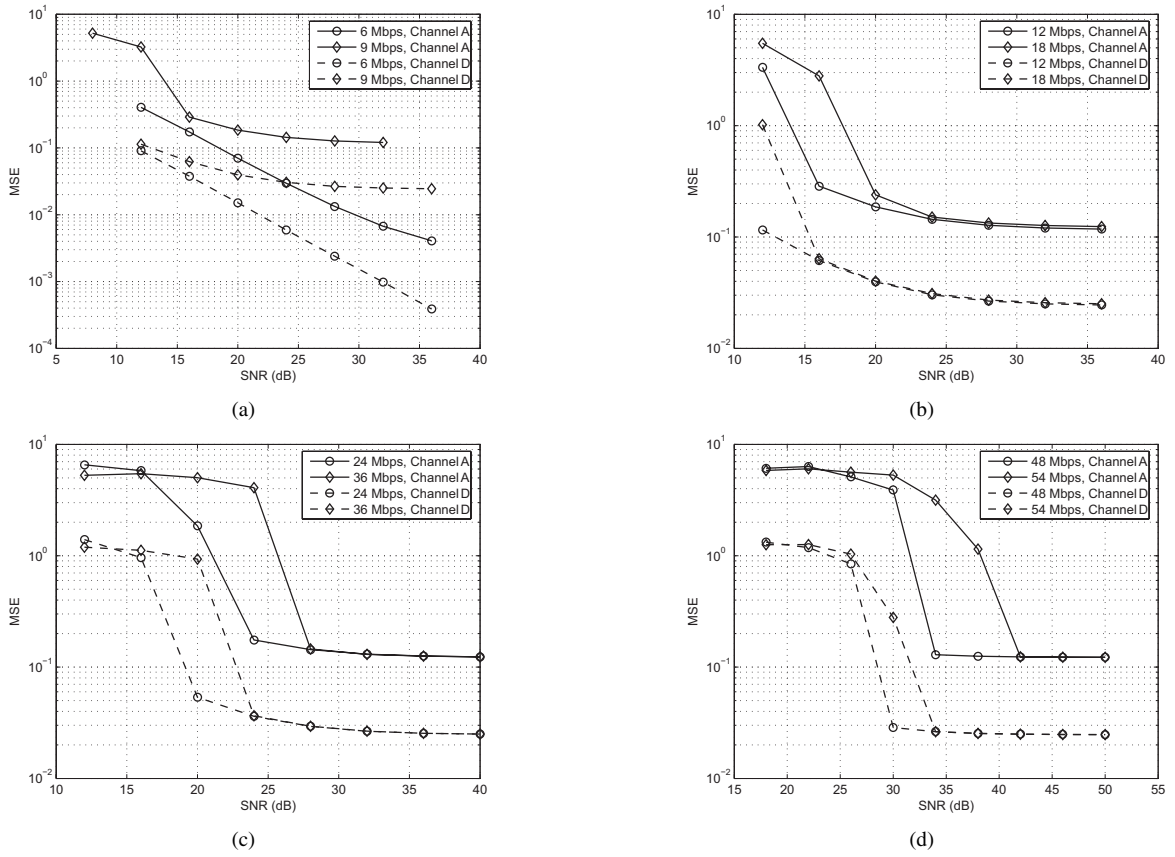 10^1
10^0
10^-1
10^-2
10^-3
10^-4
MSE
5
10
15
20
25
30
35
40
SNR (dB)
6 Mbps, Channel A
9 Mbps, Channel A
6 Mbps, Channel D
9 Mbps, Channel D
(a)
10^1
10^0
10^-1
10^-2
MSE
10
15
20
25
30
35
40
SNR (dB)
12 Mbps, Channel A
18 Mbps, Channel A
12 Mbps, Channel D
18 Mbps, Channel D
(b)
10^1
10^0
10^-1
10^-2
MSE
10
15
20
25
30
35
40
SNR (dB)
24 Mbps, Channel A
36 Mbps, Channel A
24 Mbps, Channel D
36 Mbps, Channel D
(c)
10^1
10^0
10^-1
10^-2
MSE
15
20
25
30
35
40
45
50
55
SNR (dB)
48 Mbps, Channel A
54 Mbps, Channel A
48 Mbps, Channel D
54 Mbps, Channel D
(d)